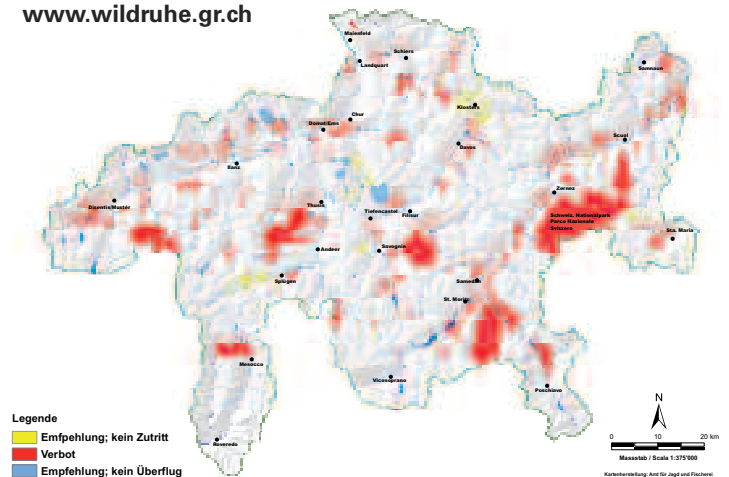 www.wildruhe.gr.ch
Maienfeld
Schiers
Landquart
Samnaun
Klosters
Chur
Domat/Ems
Scuol
Davos
Ilanz
Zernez
Disentis/Mustér
Thusis
Tiefencastel
Filisur
Schweiz. Nationalpark
Parco Nazionale
Svizzero
Sta. Maria
Andeer
Savognin
Splügen
Samedan
St. Moritz
Mesocco
Vicosoprano
Poschiavo
Roveredo
N
Legende
Emfpehlung; kein Zutritt
Verbot
Empfehlung; kein Überflug
0 10 20 km
Massstab / Scala 1:375'000
Kartenherstellung: Amt für Jagd und Fischerei